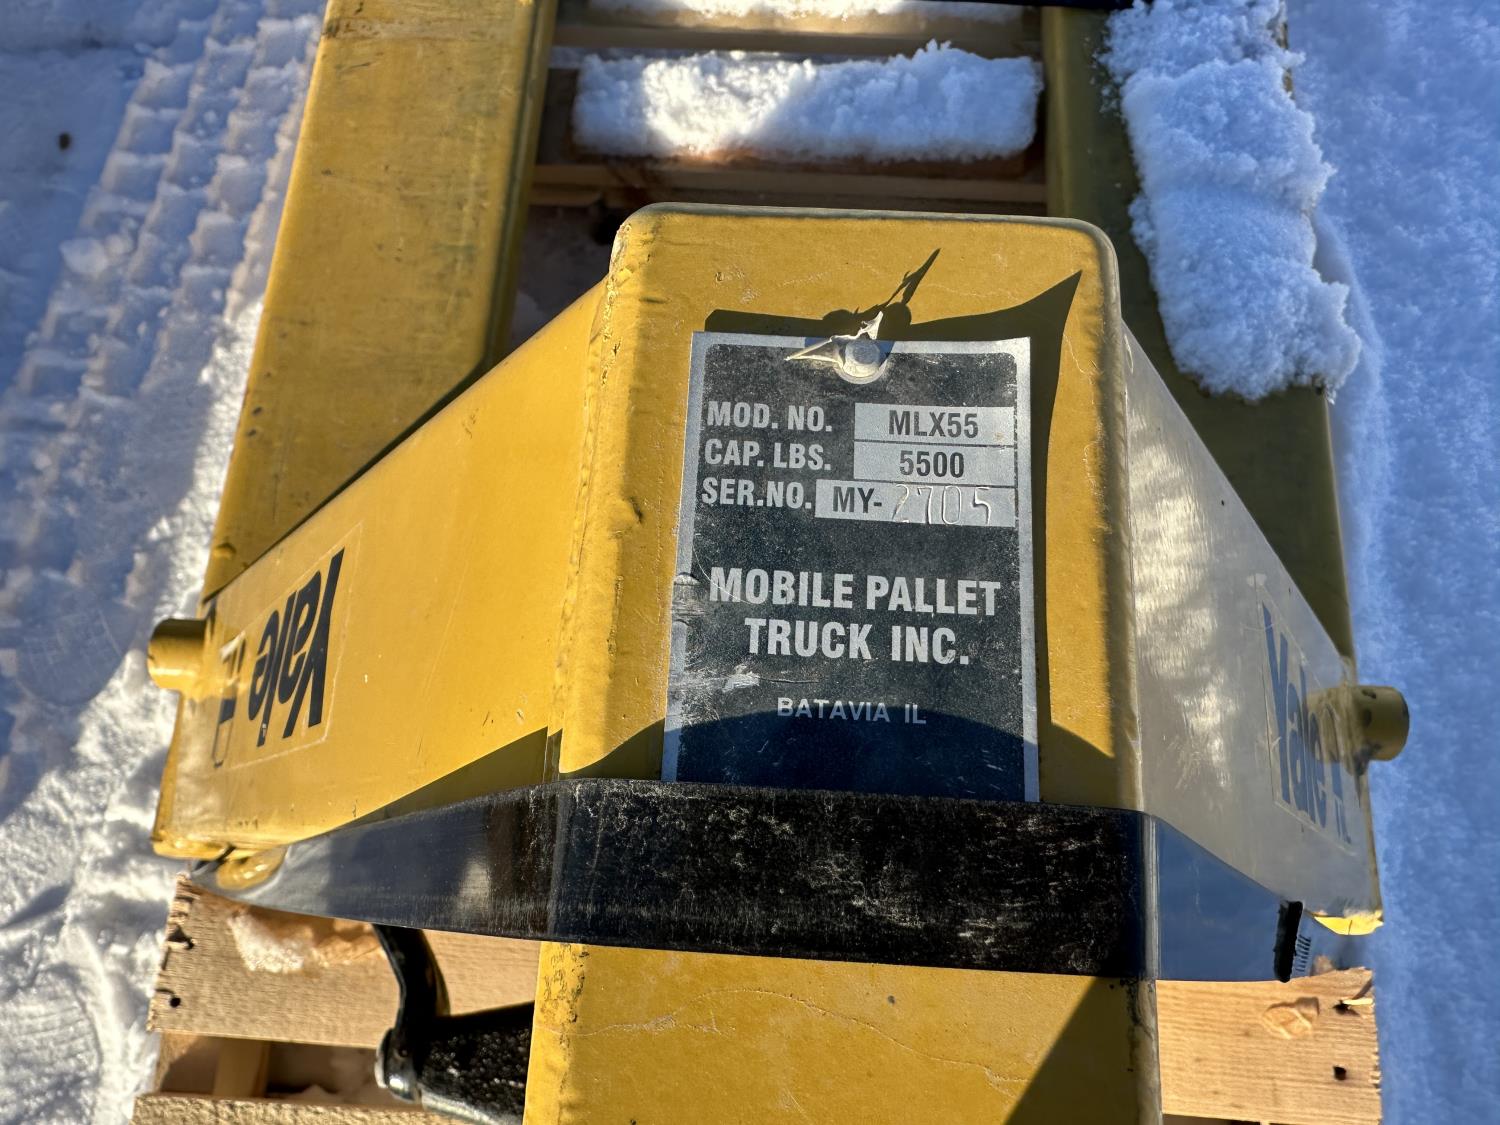 MOD. NO. MLX55
CAP. LBS. 5500
SER.NO. MY-2705
MOBILE PALLET
TRUCK INC.
BATAVIA IL
Yale
Yale